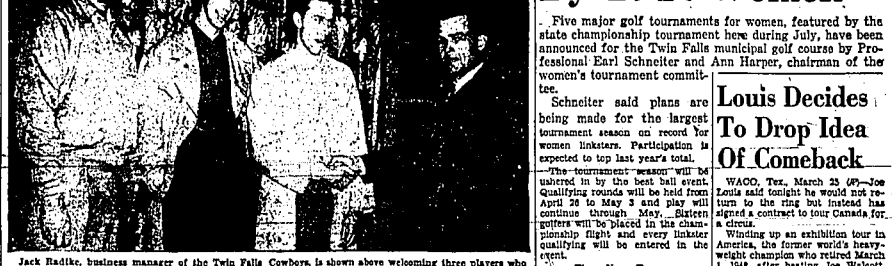 Jack Radtke, business manager of the Twin Falls Cowboys, is shown above welcoming three players who
Five major golf tournaments for women, featured by the
state championship tournament here during July, have been
announced for the Twin Falls municipal golf course by Pro-
fessional Earl Schneiter and Ann Harper, chairman of the
women's tournament commit-
tee.
Schneiter said plans are
being made for the largest
tournament season on record for
women linksters. Participation is
expected to top last year's total.
The tournament season will be
ushered in by the best ball event.
Qualifying rounds will be held from
April 26 to May 3 and play will
continue through May. Sixteen
golfers will be placed in the cham-
pionship flight and every linkster
qualifying will be entered in the
event.
Louis Decides
To Drop Idea
Of Comeback
WACO, Tex., March 25 (AP)—Joe
Louis said tonight he would not re-
turn to the ring but instead has
signed a contract to tour Canada for
a circus.
Winding up an exhibition tour in
America, the former world's heavy-
weight champion who retired March
1, 1949, after beating Joe Walcott